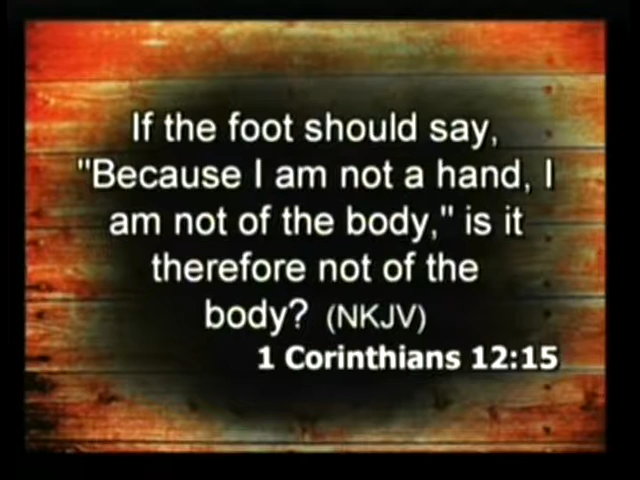 If the foot should say,
"Because I am not a hand, I
am not of the body," is it
therefore not of the
body? (NKJV)
1 Corinthians 12:15